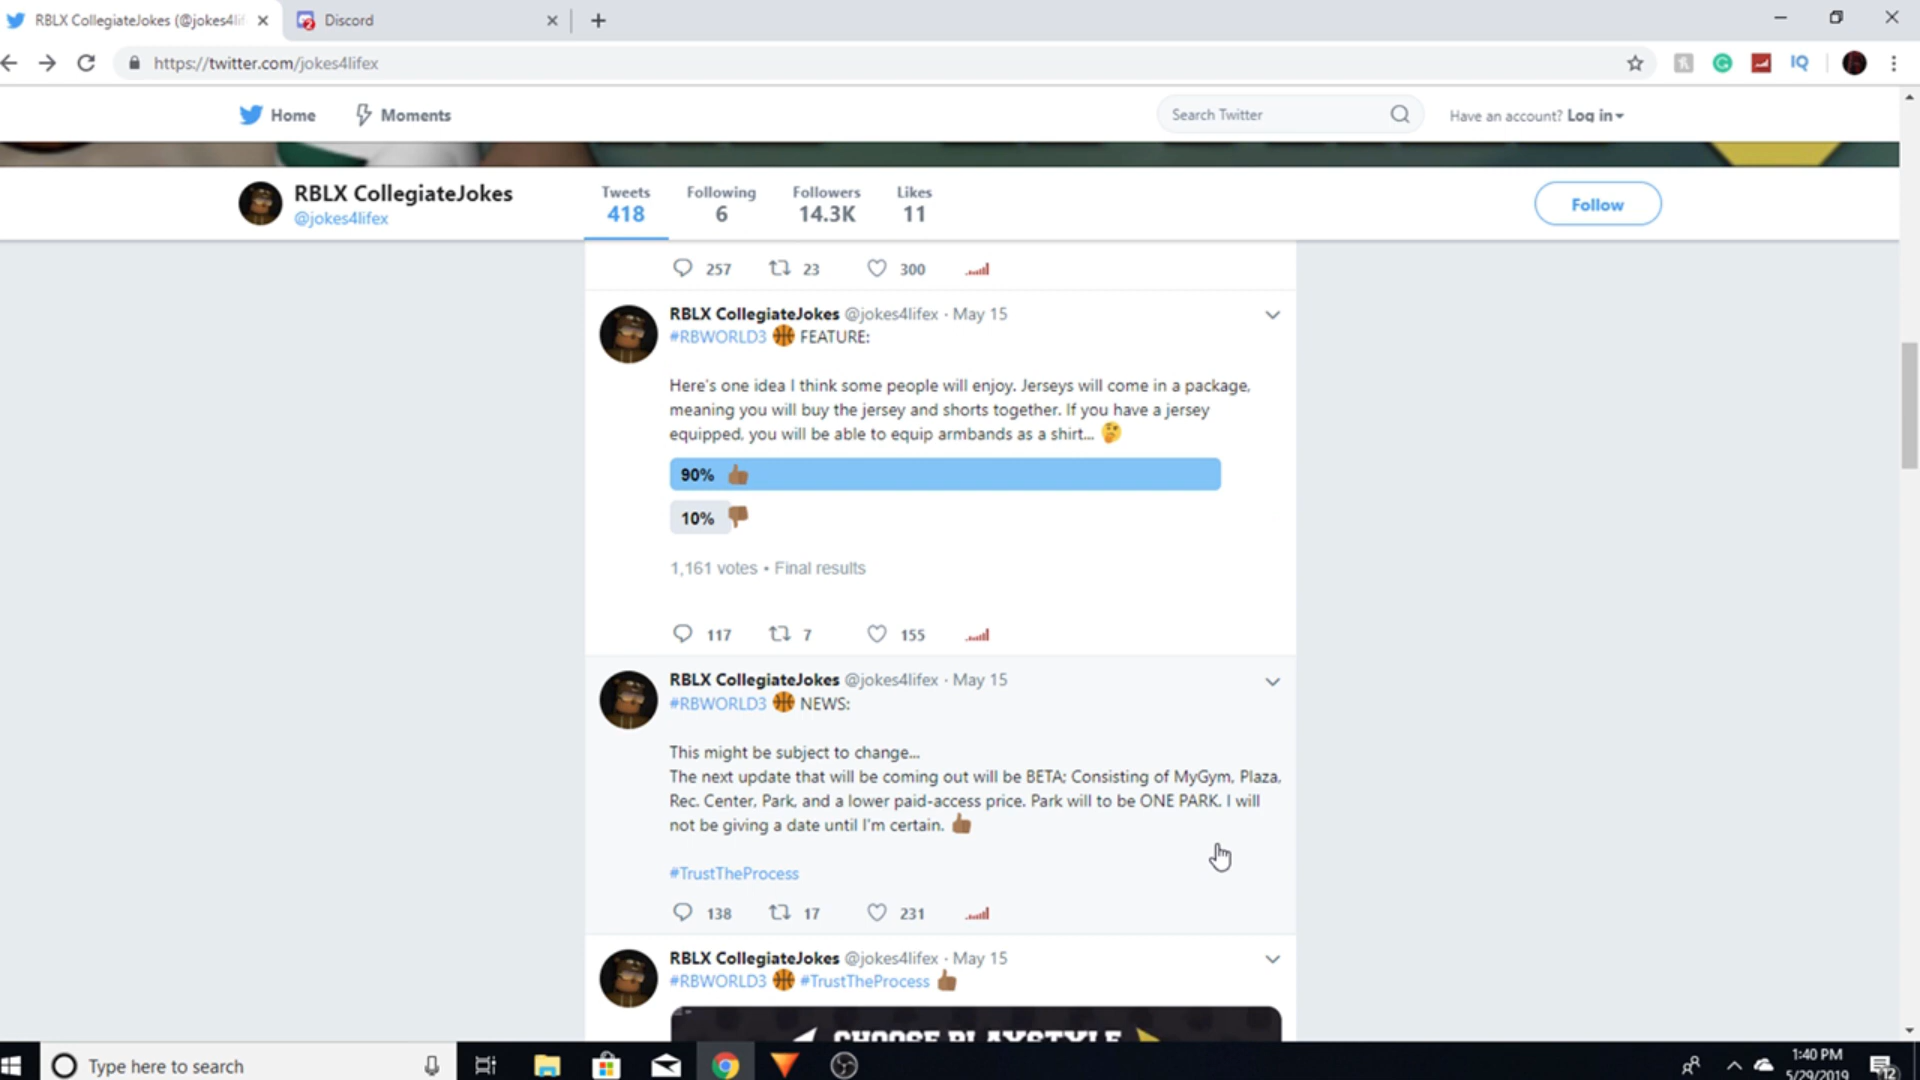 RBLX CollegiateJokes (@jokes4li
Discord
https://twitter.com/jokes4lifex
IQ
Home
Moments
Search Twitter
Have an account? Log in
RBLX CollegiateJokes
@jokes4lifex
Tweets
418
Following
6
Followers
14.3K
Likes
11
Follow
257
23
300
RBLX CollegiateJokes @jokes4lifex · May 15
#RBWORLD3 🏀 FEATURE:
Here's one idea I think some people will enjoy. Jerseys will come in a package,
meaning you will buy the jersey and shorts together. If you have a jersey
equipped, you will be able to equip armbands as a shirt... 🤔
90% 👍🏾
10% 👎🏾
1,161 votes • Final results
117
7
155
RBLX CollegiateJokes @jokes4lifex · May 15
#RBWORLD3 🏀 NEWS:
This might be subject to change...
The next update that will be coming out will be BETA: Consisting of MyGym, Plaza,
Rec. Center, Park, and a lower paid-access price. Park will to be ONE PARK. I will
not be giving a date until I'm certain. 👍🏾
#TrustTheProcess
138
17
231
RBLX CollegiateJokes @jokes4lifex · May 15
#RBWORLD3 🏀 #TrustTheProcess 👍🏾
CHOOSE PLAYSTYLE
Type here to search
1:40 PM
5/29/2019
12